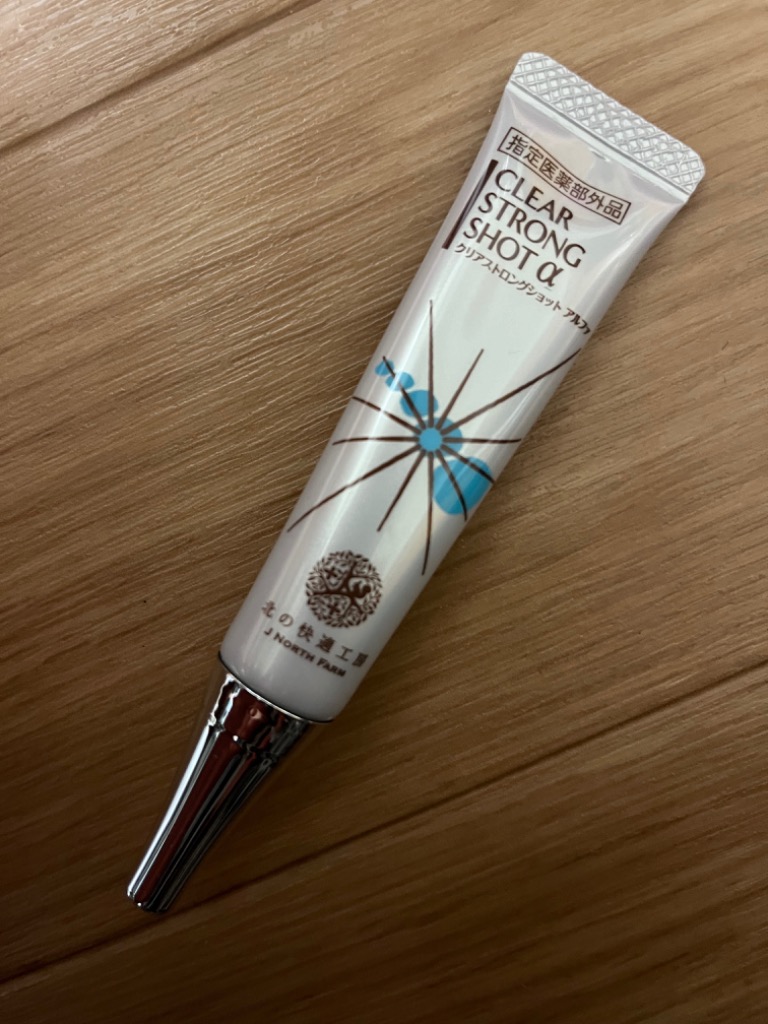 指定医薬部外品
CLEAR
STRONG
SHOT α
クリアストロングショット アルファ
北の快適工房
J NORTH FARM